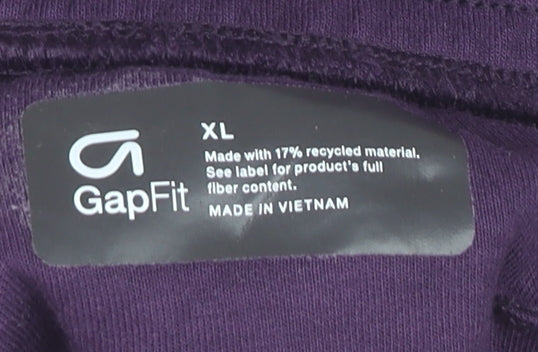 XL
Made with 17% recycled material.
See label for product's full
fiber content.
MADE IN VIETNAM
GapFit